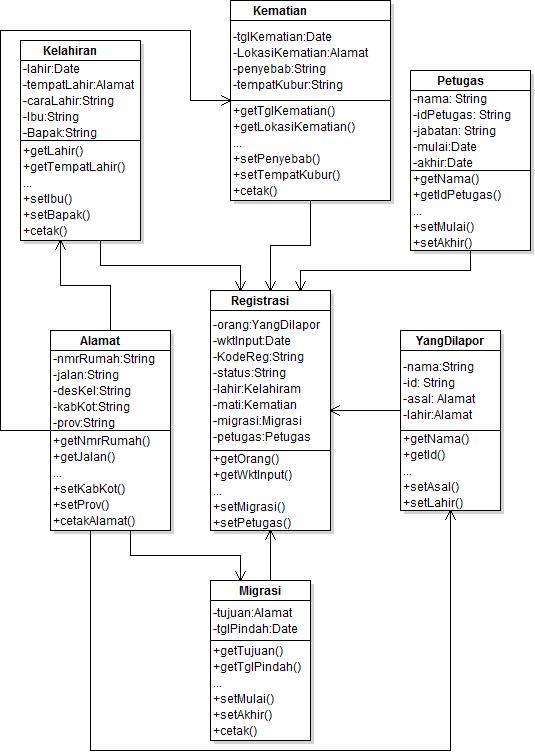 Kematian
-tglKematian:Date
-LokasiKematian:Alamat
-penyebab:String
-tempatKubur:String
+getTglKematian()
+getLokasiKematian()
...
+setPenyebab()
+setTempatKubur()
+cetak()
Kelahiran
-lahir:Date
-tempatLahir:Alamat
-caraLahir:String
-Ibu:String
-Bapak:String
+getLahir()
+getTempatLahir()
...
+setIbu()
+setBapak()
+cetak()
Petugas
-nama: String
-idPetugas: String
-jabatan: String
-mulai:Date
-akhir:Date
+getNama()
+getIdPetugas()
...
+setMulai()
+setAkhir()
Registrasi
-orang:YangDilapor
-wktInput:Date
-KodeReg:String
-status:String
-lahir:Kelahiram
-mati:Kematian
-migrasi:Migrasi
-petugas:Petugas
+getOrang()
+getWktInput()
...
+setMigrasi()
+setPetugas()
Alamat
-nmrRumah:String
-jalan:String
-desKel:String
-kabKot:String
-prov:String
+getNmrRumah()
+getJalan()
...
+setKabKot()
+setProv()
+cetakAlamat()
YangDilapor
-nama:String
-id: String
-asal: Alamat
-lahir:Alamat
+getNama()
+getId()
...
+setAsal()
+setLahir()
Migrasi
-tujuan:Alamat
-tglPindah:Date
+getTujuan()
+getTglPindah()
...
+setMulai()
+setAkhir()
+cetak()